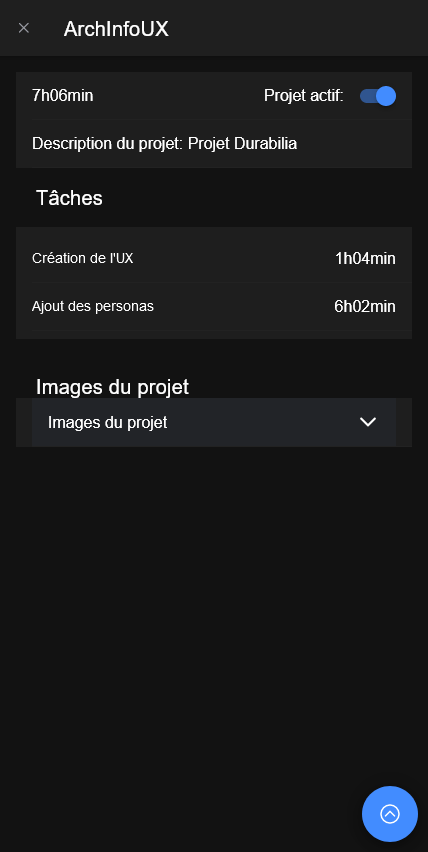 ArchInfoUX
7h06min Projet actif:
Description du projet: Projet Durabilia
Tâches
Création de l'UX 1h04min
Ajout des personas 6h02min
Images du projet
Images du projet